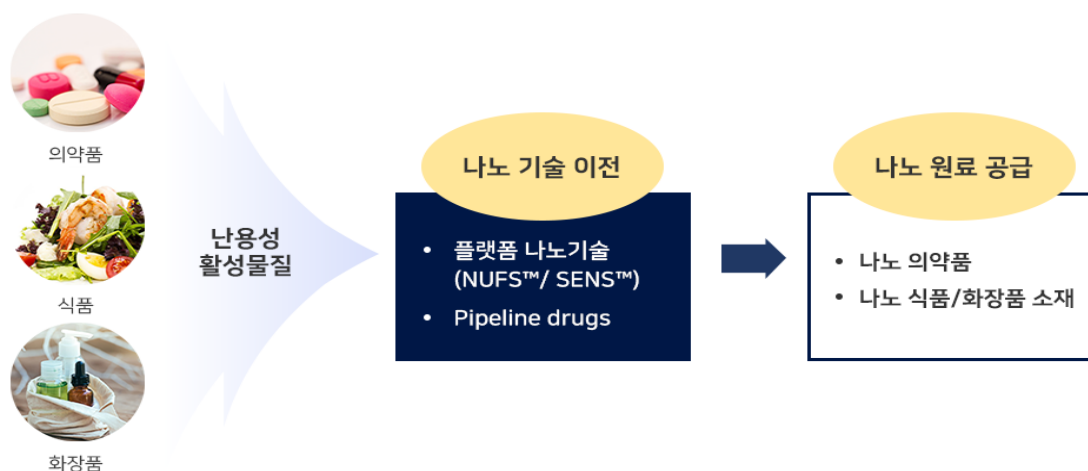 의약품
식품
화장품
난용성
활성물질
나노 기술 이전
• 플랫폼 나노기술
(NUFS™/ SENS™)
• Pipeline drugs
나노 원료 공급
• 나노 의약품
• 나노 식품/화장품 소재